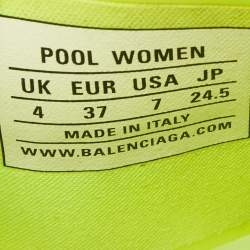 POOL WOMEN
UK EUR USA JP
4 37 7 24.5
MADE IN ITALY
WWW.BALENCIAGA.COM